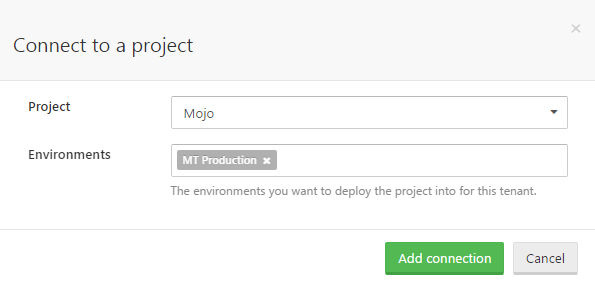 Connect to a project
Project
Mojo
Environments
MT Production
The environments you want to deploy the project into for this tenant.
Add connection
Cancel